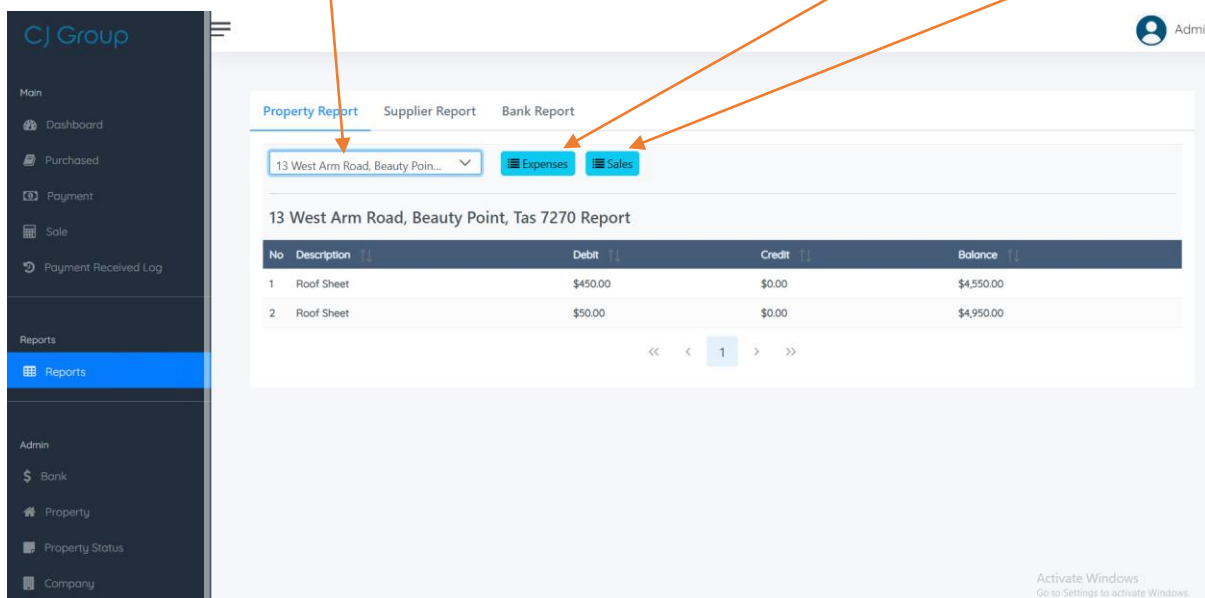 CJ Group
Admi
Main
Dashboard
Purchased
Payment
Sale
Payment Received Log
Reports
Reports
Admin
Bank
Property
Property Status
Company
Property Report Supplier Report Bank Report
13 West Arm Road, Beauty Poin... Expenses Sales
13 West Arm Road, Beauty Point, Tas 7270 Report
No Description Debit Credit Balance
1 Roof Sheet $450.00 $0.00 $4,550.00
2 Roof Sheet $50.00 $0.00 $4,950.00
<< < 1 > >>
Activate Windows
Go to Settings to activate Windows.